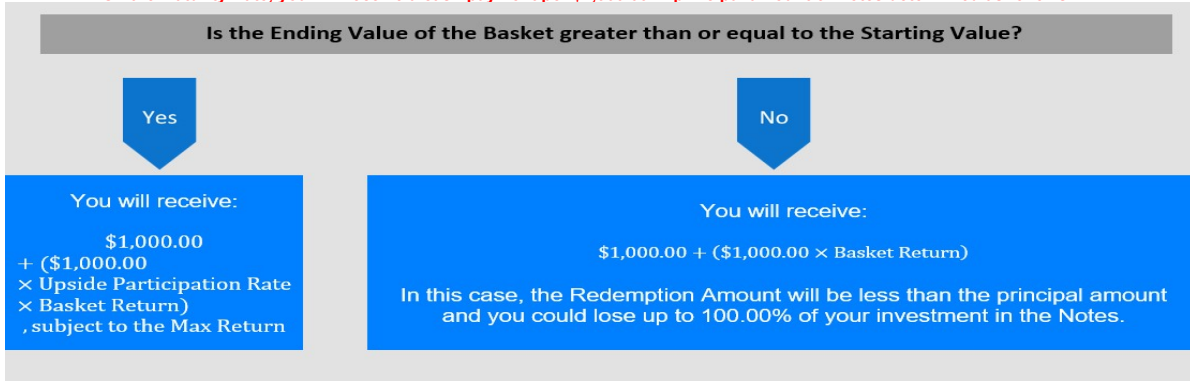 Is the Ending Value of the Basket greater than or equal to the Starting Value?
Yes
No
You will receive:
$1,000.00
+ ($1,000.00
× Upside Participation Rate
× Basket Return)
, subject to the Max Return
You will receive:
$1,000.00 + ($1,000.00 × Basket Return)
In this case, the Redemption Amount will be less than the principal amount
and you could lose up to 100.00% of your investment in the Notes.